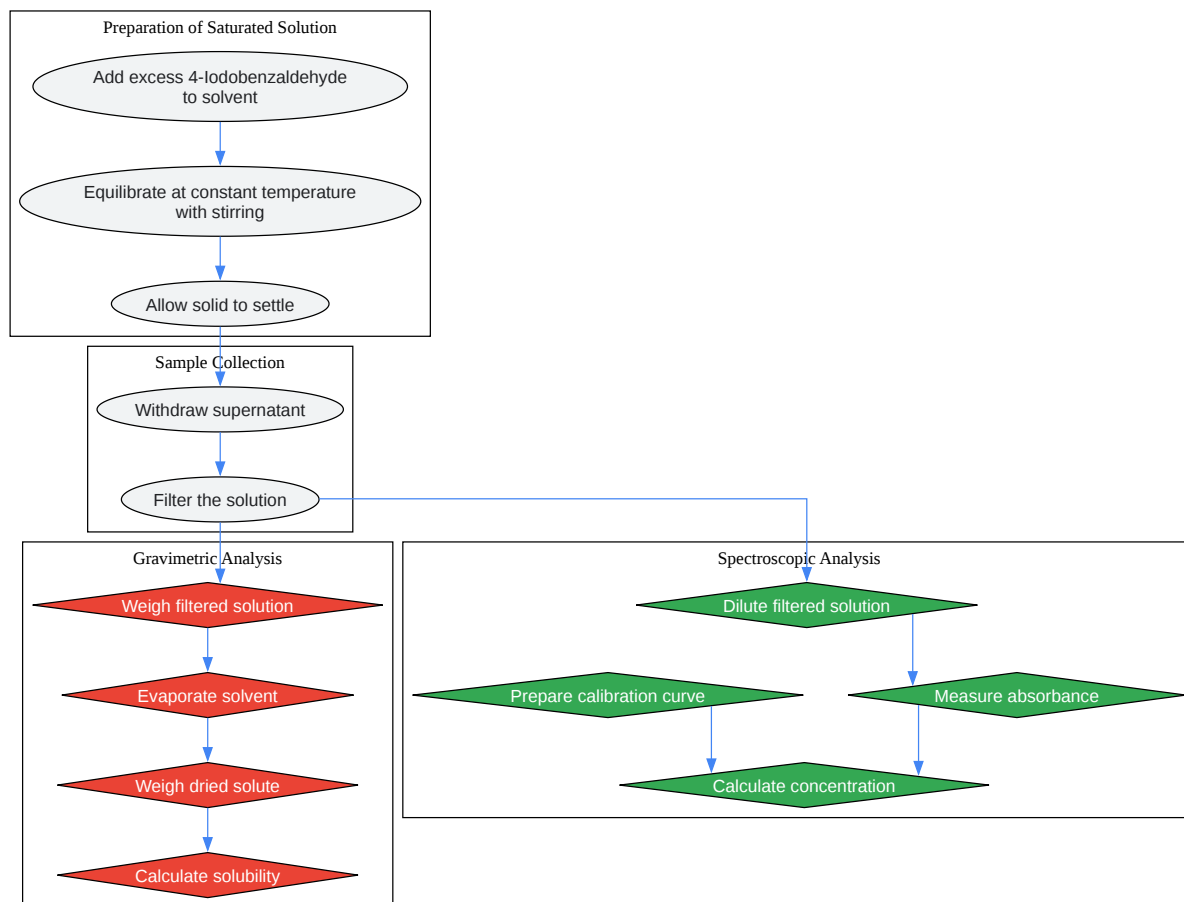 Preparation of Saturated Solution
Add excess 4-Iodobenzaldehyde
to solvent
Equilibrate at constant temperature
with stirring
Allow solid to settle
Sample Collection
Withdraw supernatant
Filter the solution
Gravimetric Analysis
Weigh filtered solution
Evaporate solvent
Weigh dried solute
Calculate solubility
Spectroscopic Analysis
Dilute filtered solution
Prepare calibration curve
Measure absorbance
Calculate concentration